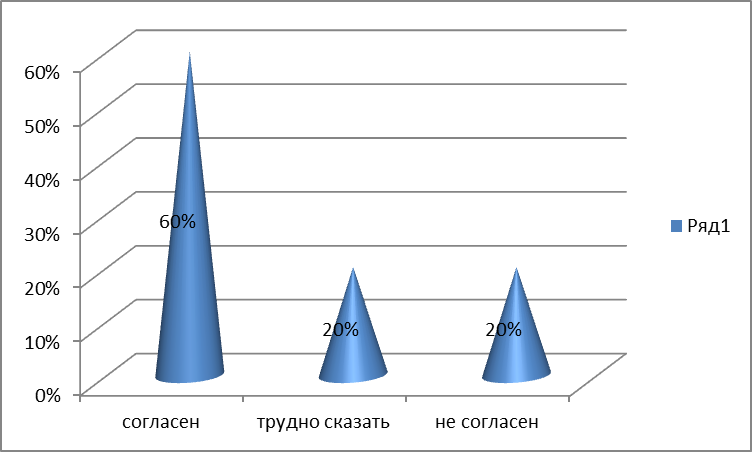 60%
50%
40%
30%
20%
10%
0%
60%
20%
20%
согласен
трудно сказать
не согласен
Ряд1